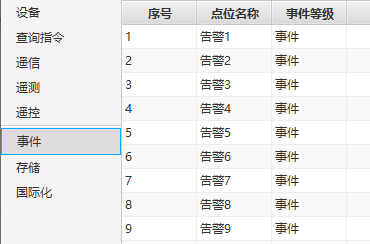 设备
查询指令
遥信
遥测
遥控
事件
存储
国际化
序号 点位名称 事件等级
1 告警1 事件
2 告警2 事件
3 告警3 事件
4 告警4 事件
5 告警5 事件
6 告警6 事件
7 告警7 事件
8 告警8 事件
9 告警9 事件